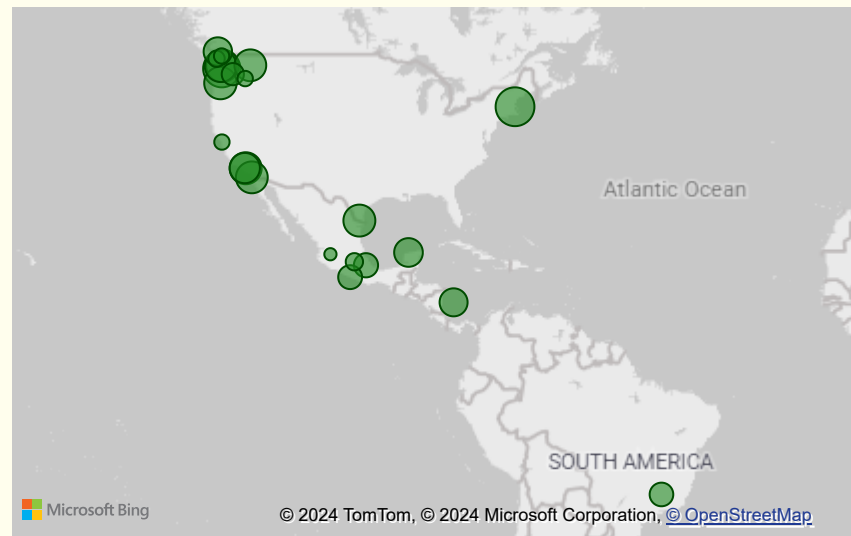 Atlantic Ocean
SOUTH AMERICA
Microsoft Bing
© 2024 TomTom, © 2024 Microsoft Corporation, © OpenStreetMap